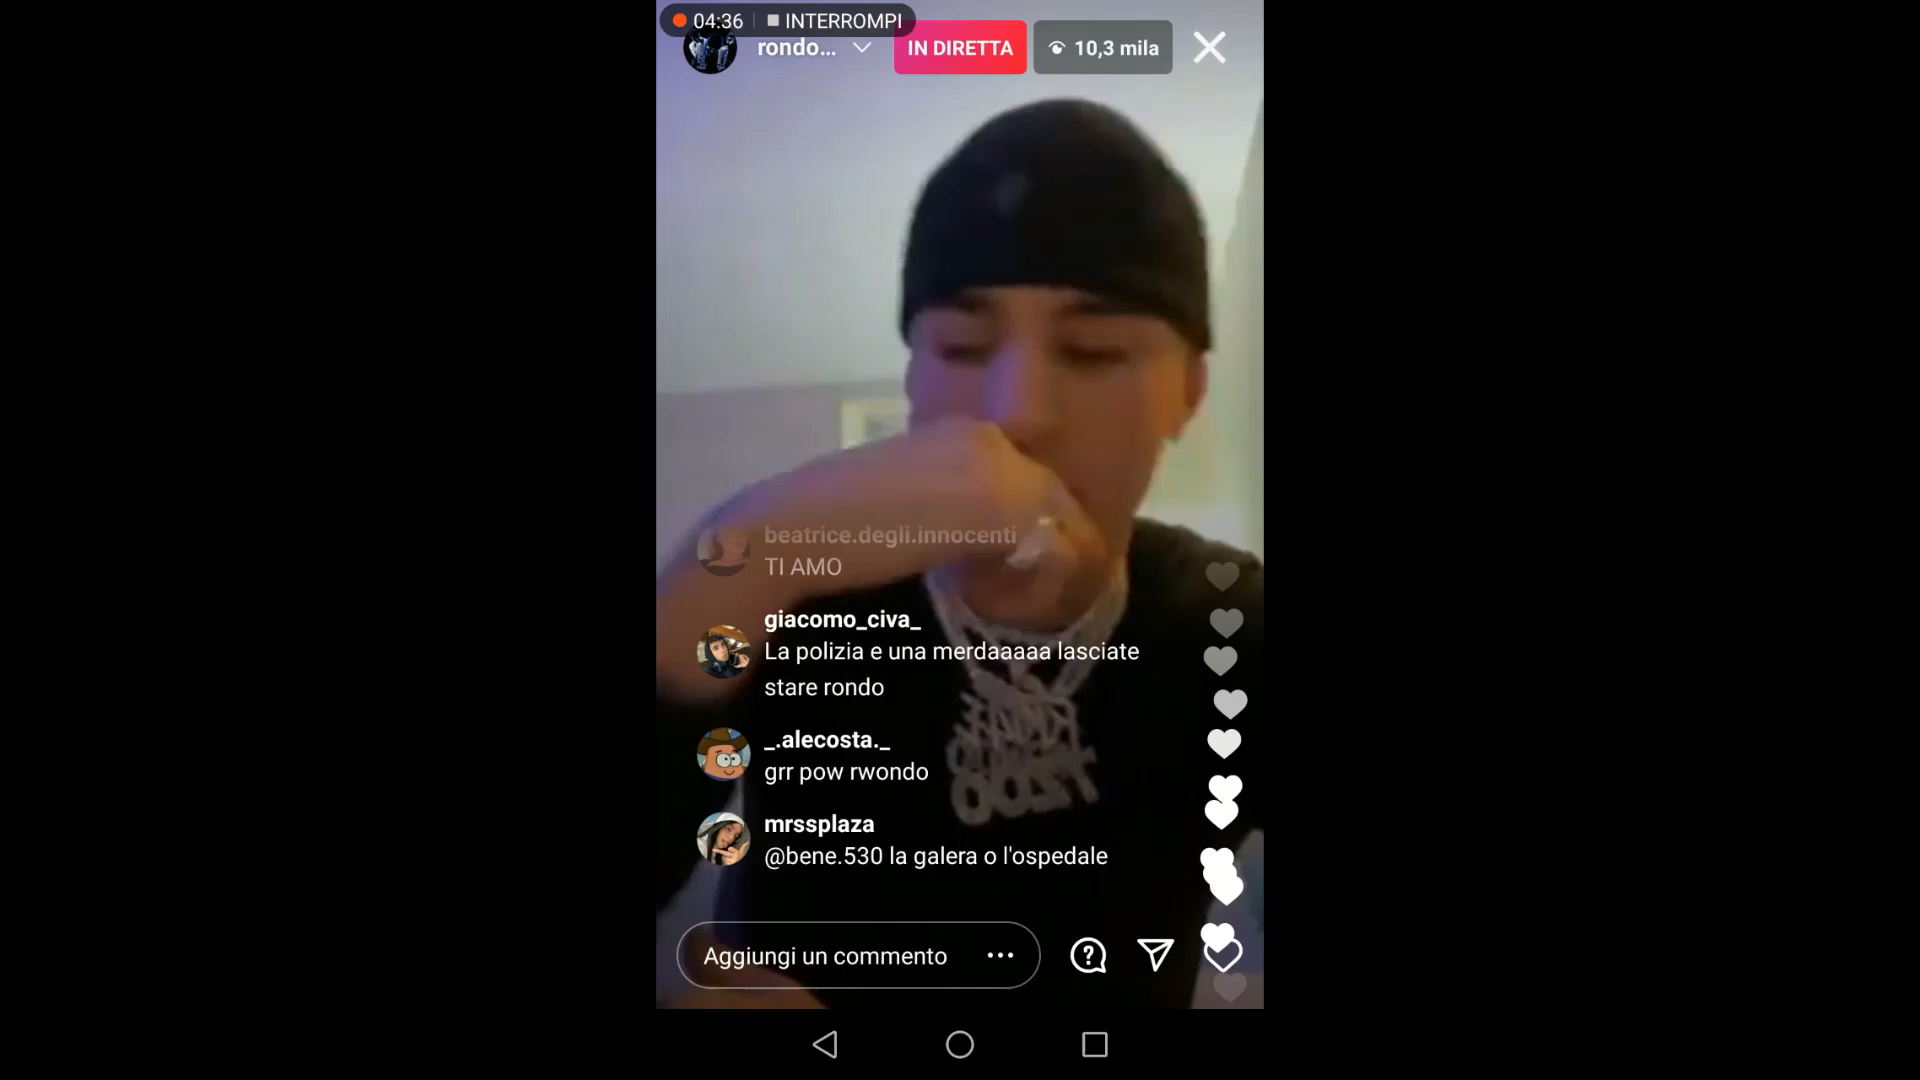 04:36 INTERROMPI
rondo... IN DIRETTA 10,3 mila
beatrice.degli.innocenti
TI AMO
giacomo_civa_
La polizia e una merdaaaaa lasciate
stare rondo
_.alecosta._
grr pow rwondo
mrssplaza
@bene.530 la galera o l'ospedale
Aggiungi un commento